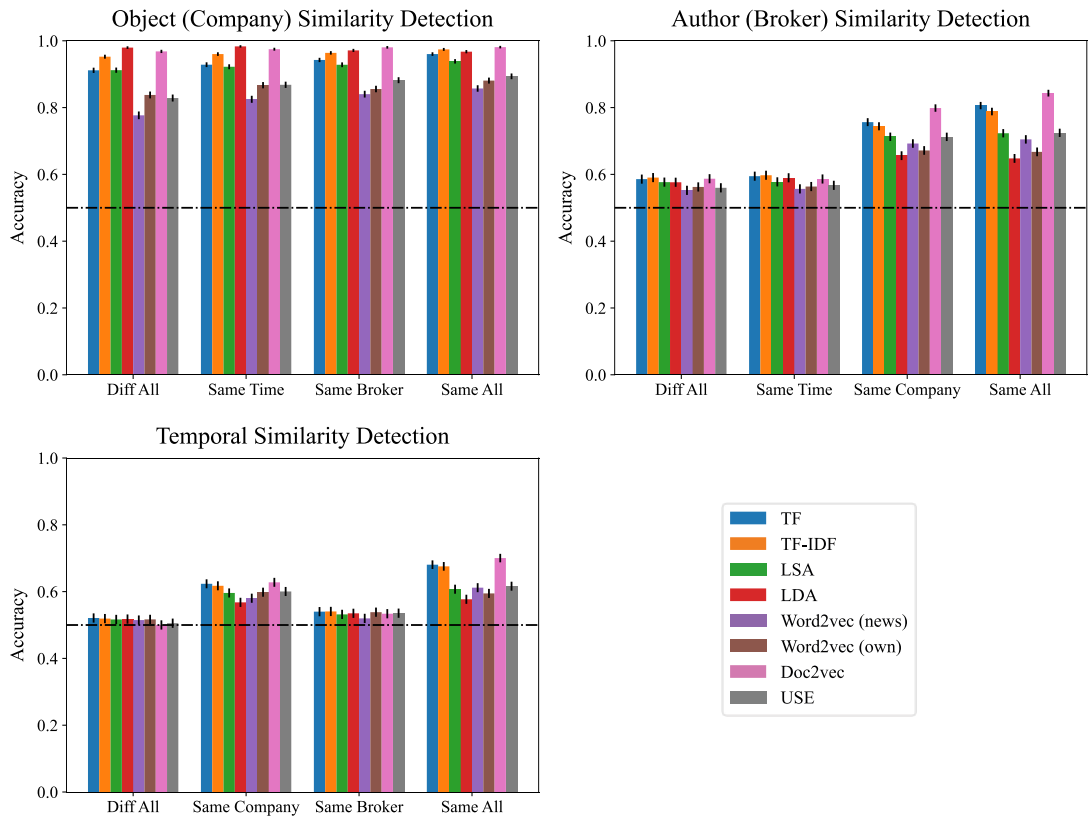 Object (Company) Similarity Detection
Accuracy
1.0
0.8
0.6
0.4
0.2
0.0
Diff All
Same Time
Same Broker
Same All
Author (Broker) Similarity Detection
Accuracy
1.0
0.8
0.6
0.4
0.2
0.0
Diff All
Same Time
Same Company
Same All
Temporal Similarity Detection
Accuracy
1.0
0.8
0.6
0.4
0.2
0.0
Diff All
Same Company
Same Broker
Same All
TF
TF-IDF
LSA
LDA
Word2vec (news)
Word2vec (own)
Doc2vec
USE